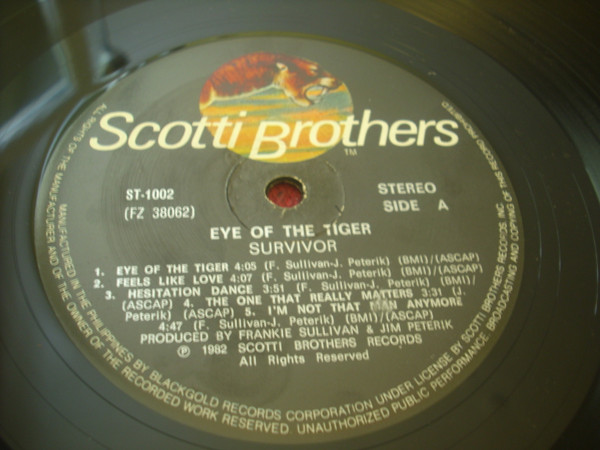 Scotti Brothers
TM
ST-1002
(FZ 38062)
STEREO
SIDE A
EYE OF THE TIGER
SURVIVOR
1. EYE OF THE TIGER 4:05 (F. Sullivan-J. Peterik) (BMI)/(ASCAP)
2. FEELS LIKE LOVE 4:07 (F. Sullivan-J. Peterik) (BMI)/(ASCAP)
3. HESITATION DANCE 3:51 (F. Sullivan-J. Peterik) (BMI)/
(ASCAP) 4. THE ONE THAT REALLY MATTERS 3:31 (J.
Peterik) (ASCAP) 5. I'M NOT THAT MAN ANYMORE
4:47 (F. Sullivan-J. Peterik) (BMI)/(ASCAP)
PRODUCED BY FRANKIE SULLIVAN & JIM PETERIK
℗ 1982 SCOTTI BROTHERS RECORDS
All Rights Reserved
MANUFACTURED IN THE PHILIPPINES BY BLACKGOLD RECORDS CORPORATION UNDER LICENSE BY SCOTTI BROTHERS RECORDS, INC.
ALL RIGHTS OF THE MANUFACTURER AND OF THE OWNER OF THE RECORDED WORK RESERVED. UNAUTHORIZED PUBLIC PERFORMANCE, BROADCASTING AND COPYING OF THIS RECORD PROHIBITED